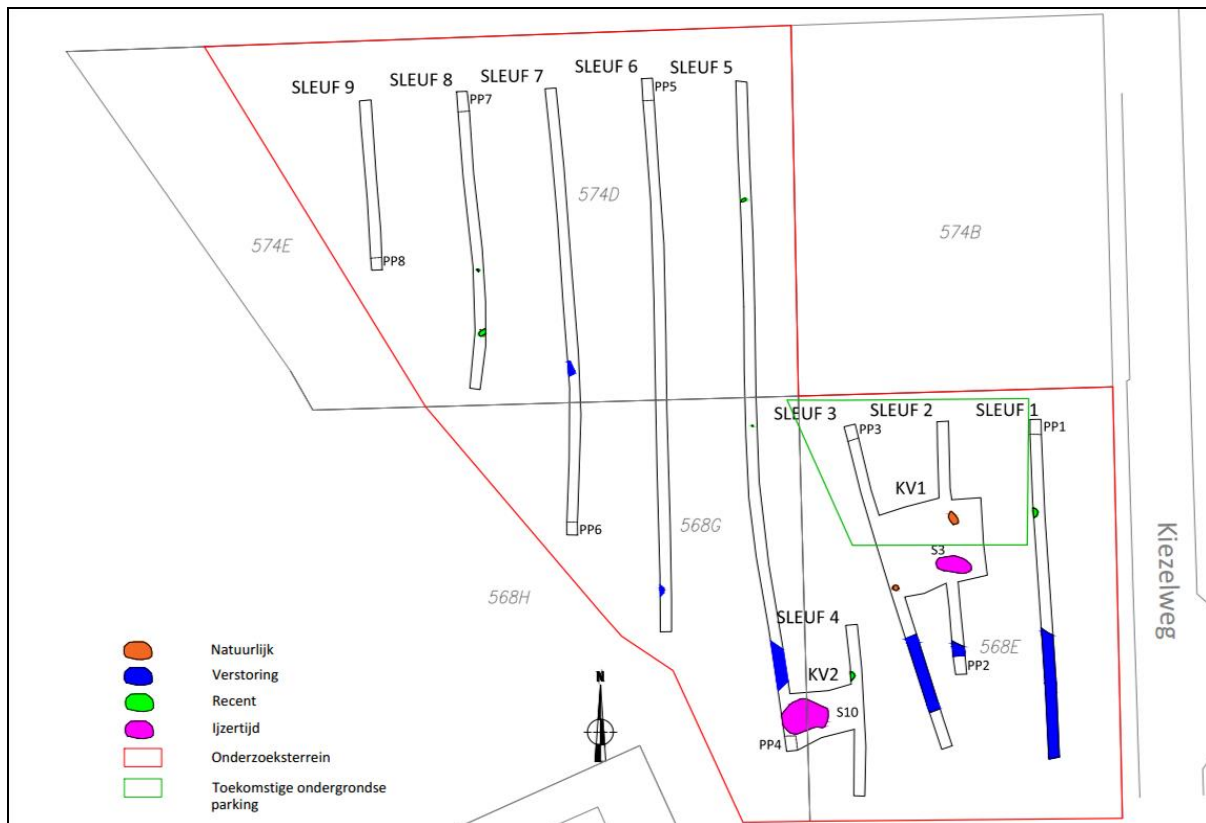 SLEUF 9
SLEUF 8
SLEUF 7
SLEUF 6
SLEUF 5
PP7
PP5
574D
574B
574E
PP8
SLEUF 3
SLEUF 2
SLEUF 1
PP3
PP1
KV1
PP6
568G
S3
568H
Kiezelweg
SLEUF 4
568E
PP2
KV2
S10
PP4
N
Natuurlijk
Verstoring
Recent
Ijzertijd
Onderzoeksterrein
Toekomstige ondergrondse
parking